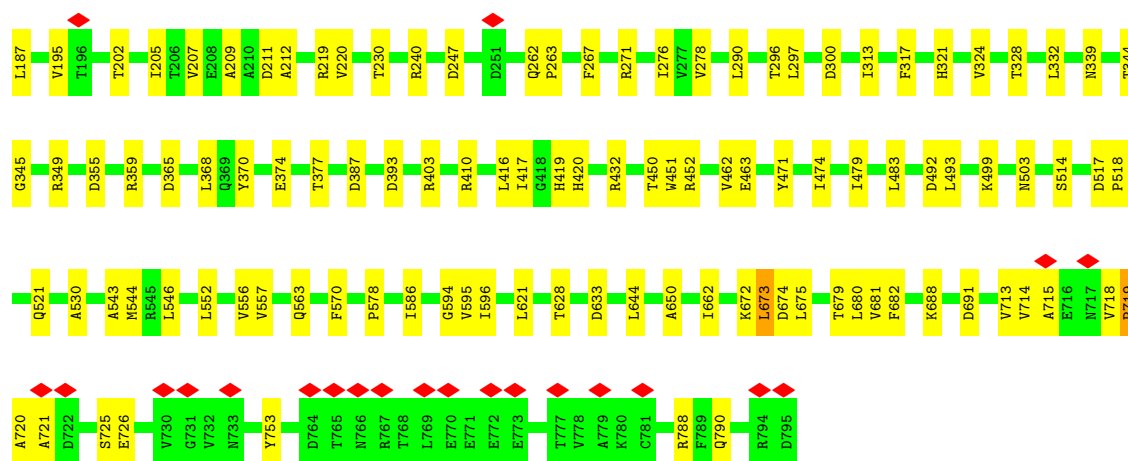 L187 V195 T196 T202 I205 T206 V207 E208 A209 A210 D211 A212 R219 V220 T230 R240 D247 D251 Q262 P263 F267 R271 I276 V277 V278 L290 T296 L297 D300 I313 F317 H321 V324 T328 L332 N339 T344
G345 R349 D355 R359 D365 L368 Q369 Y370 E374 T377 D387 D393 R403 R410 L416 I417 G418 H419 H420 R432 T450 W451 R452 V462 E463 Y471 I474 I479 L483 D492 L493 K499 N503 S514 D517 P518
Q521 A530 A543 M544 R545 L546 L552 V556 V557 Q563 F570 P578 I586 G594 V595 I596 L621 T628 D633 L644 A650 I662 K672 L673 D674 L675 T679 L680 V681 F682 K688 D691 V713 V714 A715 E716 N717 V718 R719
A720 A721 D722 S725 E726 V730 G731 V732 N733 Y753 D764 T765 N766 R767 T768 L769 E770 E771 E772 E773 T777 V778 A779 K780 C781 R788 F789 Q790 R794 D795